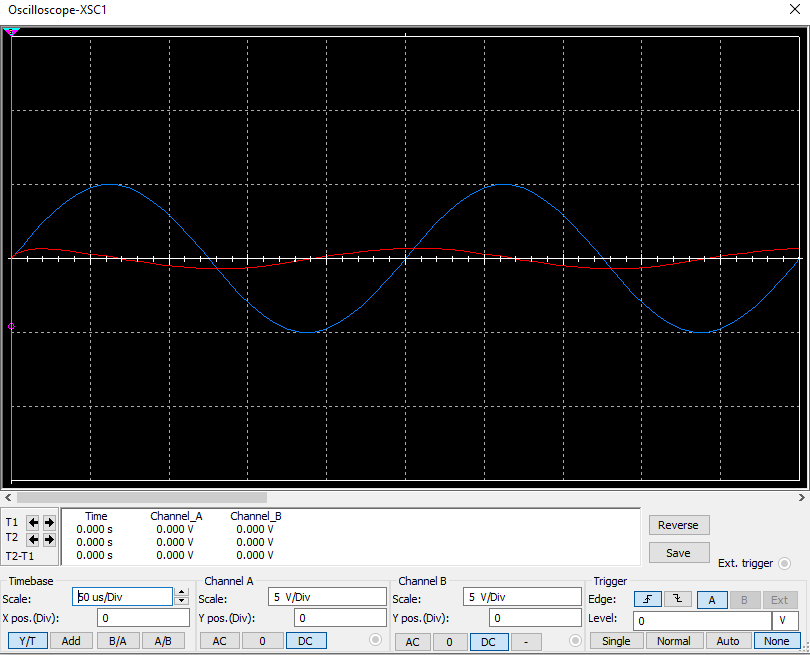 Oscilloscope-XSC1
T1
T2
T2-T1
Time Channel_A Channel_B
0.000 s 0.000 V 0.000 V
0.000 s 0.000 V 0.000 V
0.000 s 0.000 V 0.000 V
Reverse
Save
Ext. trigger
Timebase
Scale: 50 us/Div
X pos.(Div): 0
Y/T Add B/A A/B
Channel A
Scale: 5 V/Div
Y pos.(Div): 0
AC 0 DC
Channel B
Scale: 5 V/Div
Y pos.(Div): 0
AC 0 DC -
Trigger
Edge: A B Ext
Level: 0 V
Single Normal Auto None